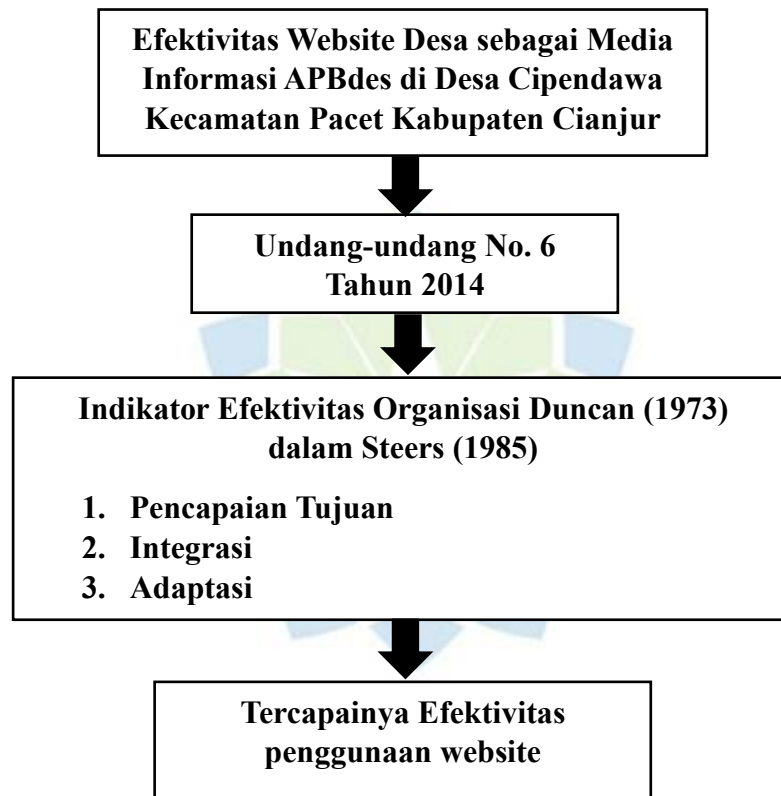 Efektivitas Website Desa sebagai Media
Informasi APBdes di Desa Cipendawa
Kecamatan Pacet Kabupaten Cianjur
Undang-undang No. 6
Tahun 2014
Indikator Efektivitas Organisasi Duncan (1973)
dalam Steers (1985)
1. Pencapaian Tujuan
2. Integrasi
3. Adaptasi
Tercapainya Efektivitas
penggunaan website